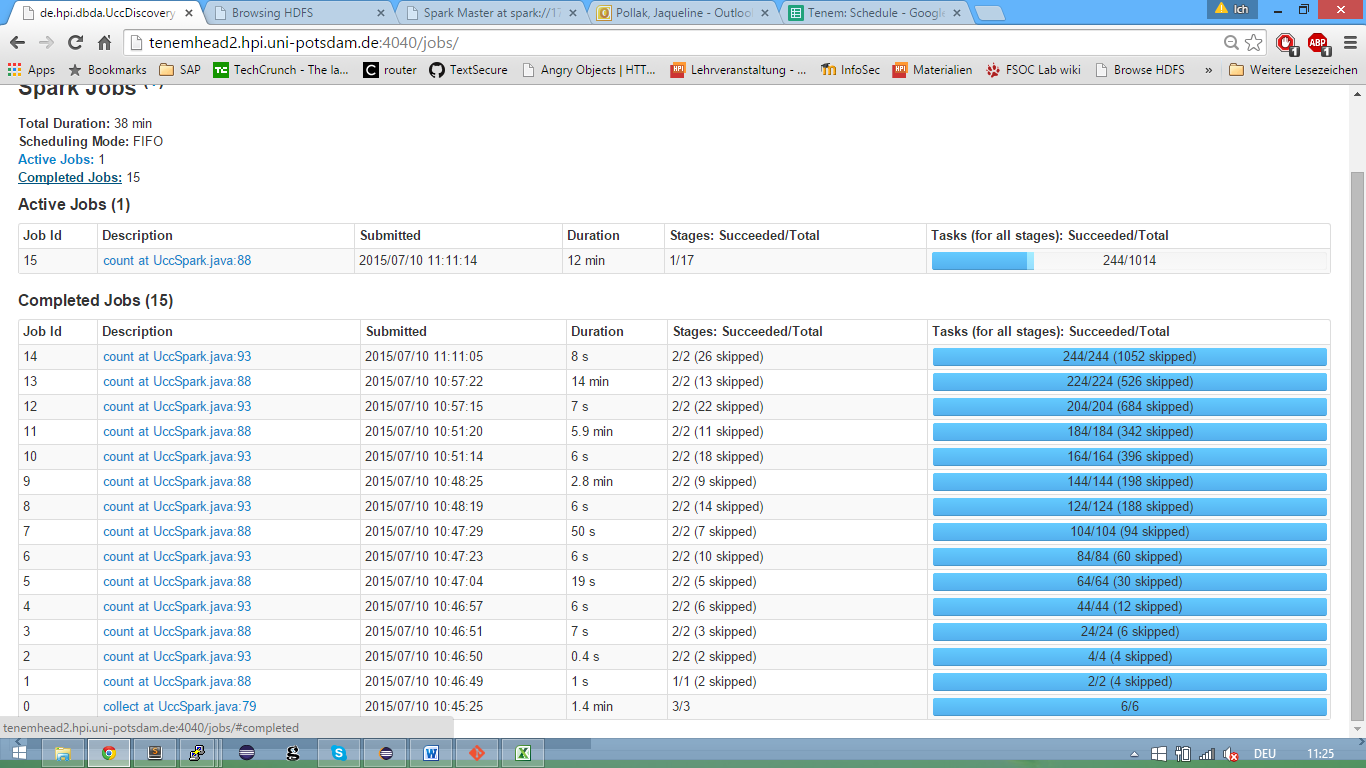 de.hpi.dbda.UccDiscovery
Browsing HDFS
Spark Master at spark://17
Pollak, Jaqueline - Outloo
Tenem: Schedule - Google
Ich
tenemhead2.hpi.uni-potsdam.de:4040/jobs/
ABP
1
1
Apps
Bookmarks
SAP
TechCrunch - The la...
router
TextSecure
Angry Objects | HTT...
Lehrveranstaltung - ...
InfoSec
Materialien
FSOC Lab wiki
Browse HDFS
»
Weitere Lesezeichen
Spark Jobs
Total Duration: 38 min
Scheduling Mode: FIFO
Active Jobs: 1
Completed Jobs: 15
Active Jobs (1)
Job Id Description Submitted Duration Stages: Succeeded/Total Tasks (for all stages): Succeeded/Total
15 count at UccSpark.java:88 2015/07/10 11:11:14 12 min 1/17 244/1014
Completed Jobs (15)
Job Id Description Submitted Duration Stages: Succeeded/Total Tasks (for all stages): Succeeded/Total
14 count at UccSpark.java:93 2015/07/10 11:11:05 8 s 2/2 (26 skipped) 244/244 (1052 skipped)
13 count at UccSpark.java:88 2015/07/10 10:57:22 14 min 2/2 (13 skipped) 224/224 (526 skipped)
12 count at UccSpark.java:93 2015/07/10 10:57:15 7 s 2/2 (22 skipped) 204/204 (684 skipped)
11 count at UccSpark.java:88 2015/07/10 10:51:20 5.9 min 2/2 (11 skipped) 184/184 (342 skipped)
10 count at UccSpark.java:93 2015/07/10 10:51:14 6 s 2/2 (18 skipped) 164/164 (396 skipped)
9 count at UccSpark.java:88 2015/07/10 10:48:25 2.8 min 2/2 (9 skipped) 144/144 (198 skipped)
8 count at UccSpark.java:93 2015/07/10 10:48:19 6 s 2/2 (14 skipped) 124/124 (188 skipped)
7 count at UccSpark.java:88 2015/07/10 10:47:29 50 s 2/2 (7 skipped) 104/104 (94 skipped)
6 count at UccSpark.java:93 2015/07/10 10:47:23 6 s 2/2 (10 skipped) 84/84 (60 skipped)
5 count at UccSpark.java:88 2015/07/10 10:47:04 19 s 2/2 (5 skipped) 64/64 (30 skipped)
4 count at UccSpark.java:93 2015/07/10 10:46:57 6 s 2/2 (6 skipped) 44/44 (12 skipped)
3 count at UccSpark.java:88 2015/07/10 10:46:51 7 s 2/2 (3 skipped) 24/24 (6 skipped)
2 count at UccSpark.java:93 2015/07/10 10:46:50 0.4 s 2/2 (2 skipped) 4/4 (4 skipped)
1 count at UccSpark.java:88 2015/07/10 10:46:49 1 s 1/1 (2 skipped) 2/2 (4 skipped)
0 collect at UccSpark.java:79 2015/07/10 10:45:25 1.4 min 3/3 6/6
tenemhead2.hpi.uni-potsdam.de:4040/jobs/#completed
DEU
11:25